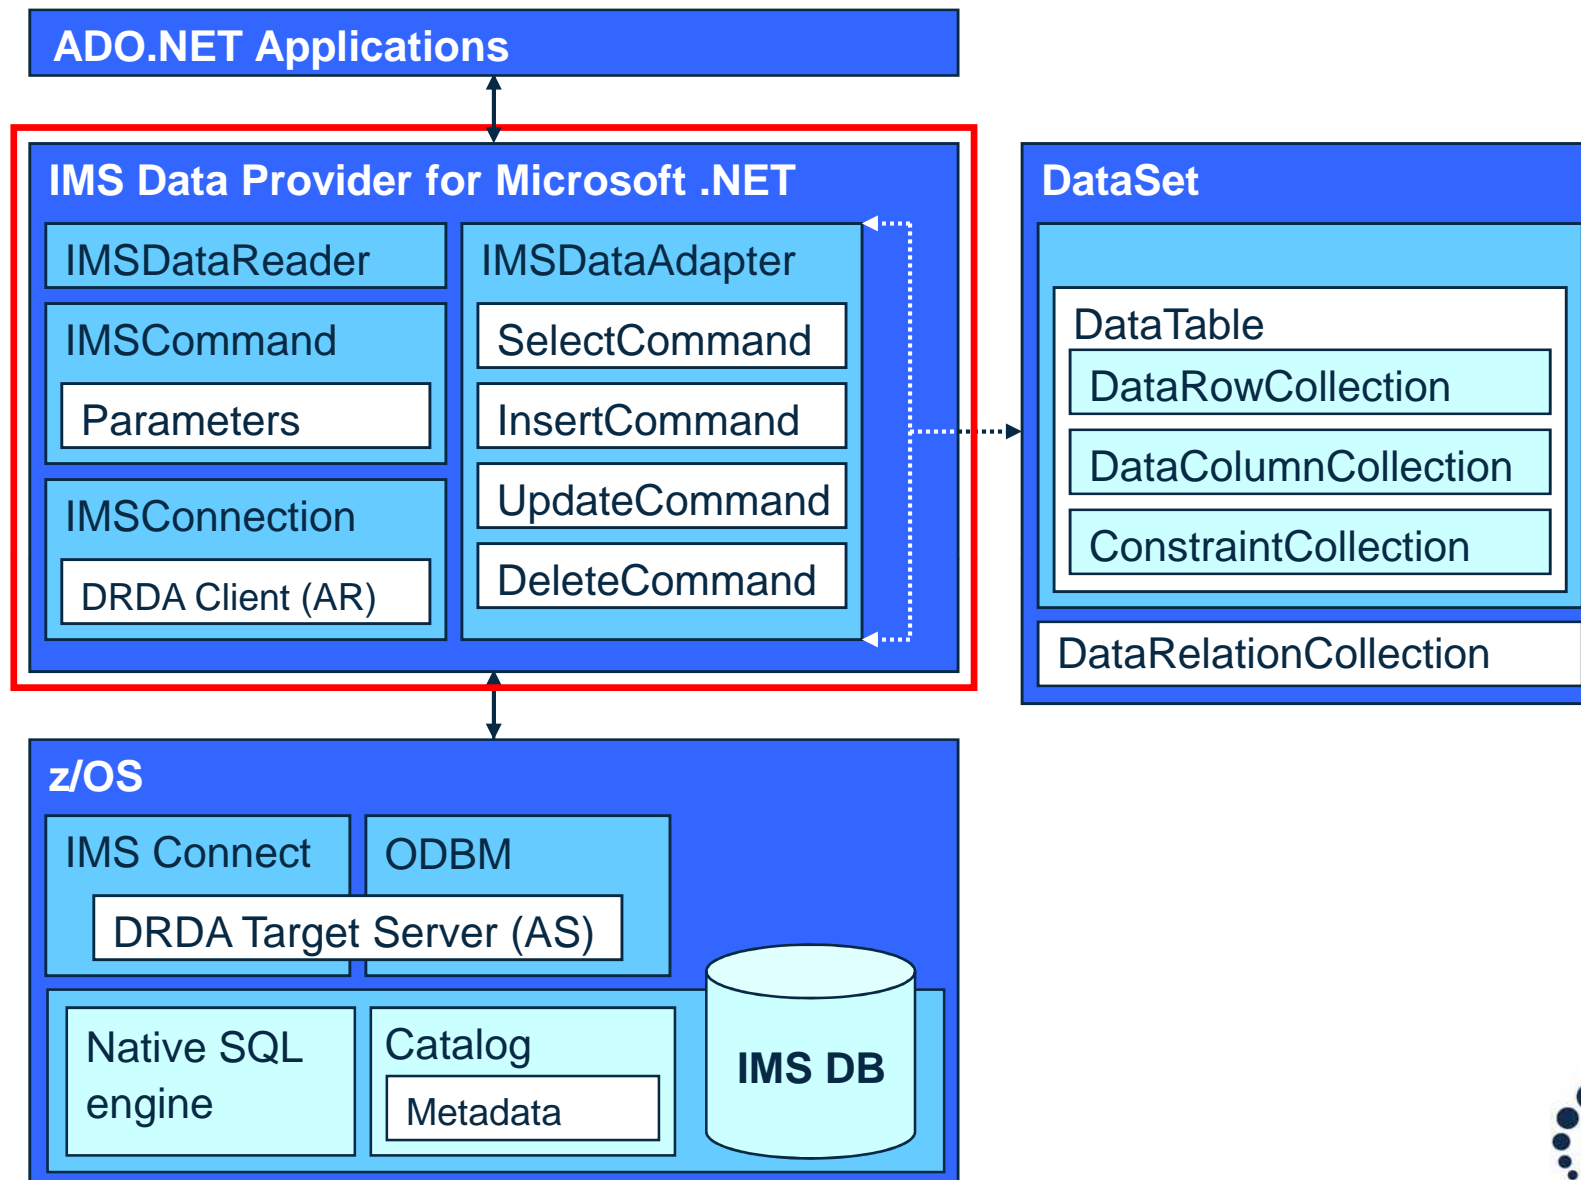 ADO.NET Applications
IMS Data Provider for Microsoft .NET
IMSDataReader
IMSCommand
Parameters
IMSConnection
DRDA Client (AR)
IMSDataAdapter
SelectCommand
InsertCommand
UpdateCommand
DeleteCommand
DataSet
DataTable
DataRowCollection
DataColumnCollection
ConstraintCollection
DataRelationCollection
z/OS
IMS Connect
ODBM
DRDA Target Server (AS)
Native SQL
engine
Catalog
Metadata
IMS DB